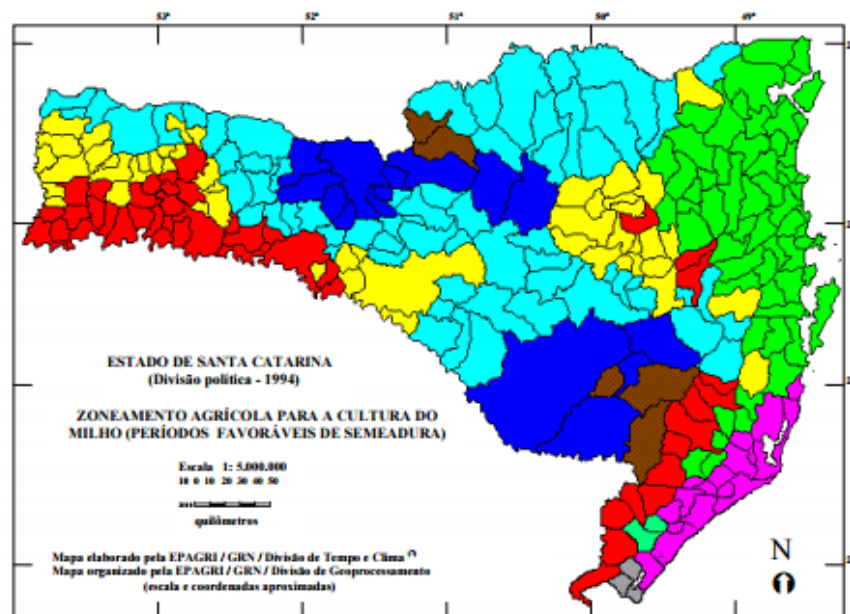 53° 52° 51° 50° 49°
ESTADO DE SANTA CATARINA
(Divisão política - 1994)
ZONEAMENTO AGRÍCOLA PARA A CULTURA DO
MILHO (PERÍODOS FAVORÁVEIS DE SEMEADURA)
Escala 1: 5.000.000
10 0 10 20 30 40 50
quilômetros
N
Mapa elaborado pela EPAGRI / GRN / Divisão de Tempo e Clima
Mapa organizado pela EPAGRI / GRN / Divisão de Geoprocessamento
(escala e coordenadas aproximadas)